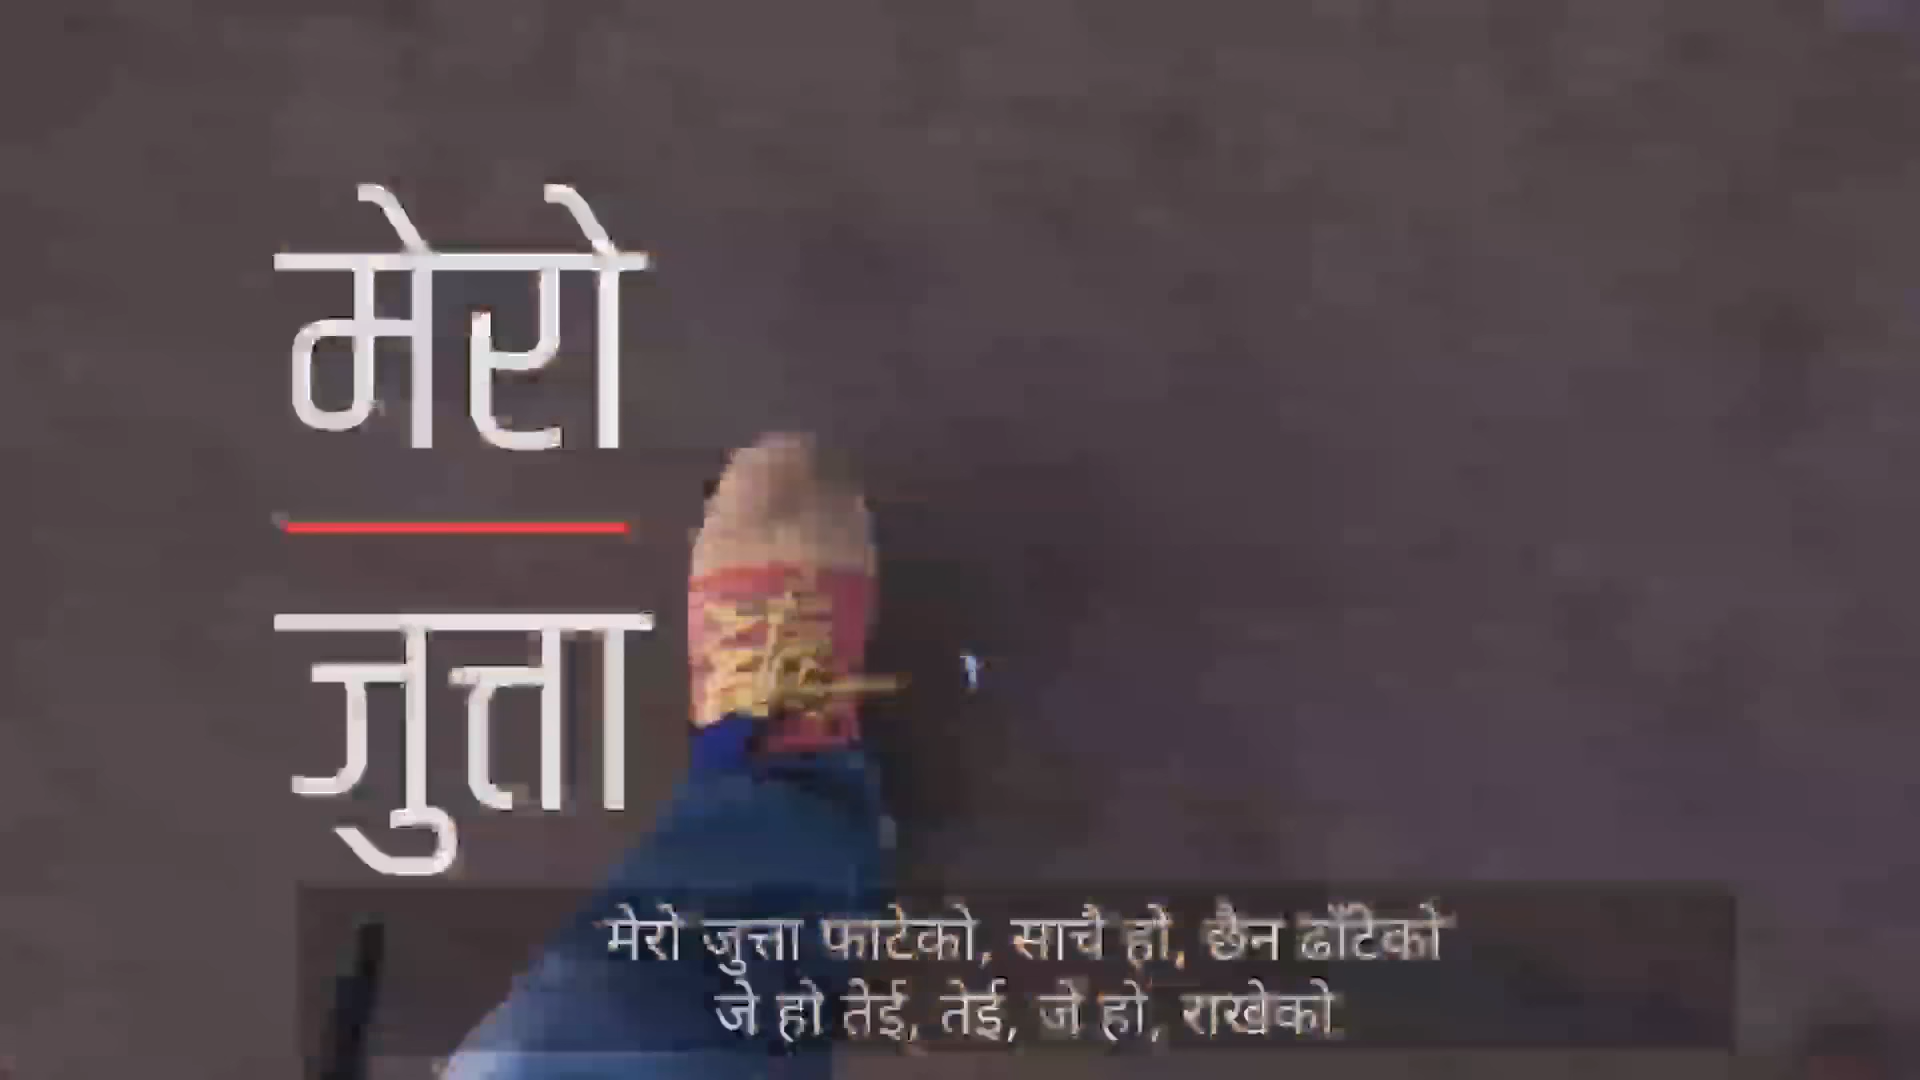 मेरो
जुत्ता
मेरो जुत्ता फाटेको, साचै हो, छैन ढाँटेको
जे हो तेई, तेई, जे हो, राखेको